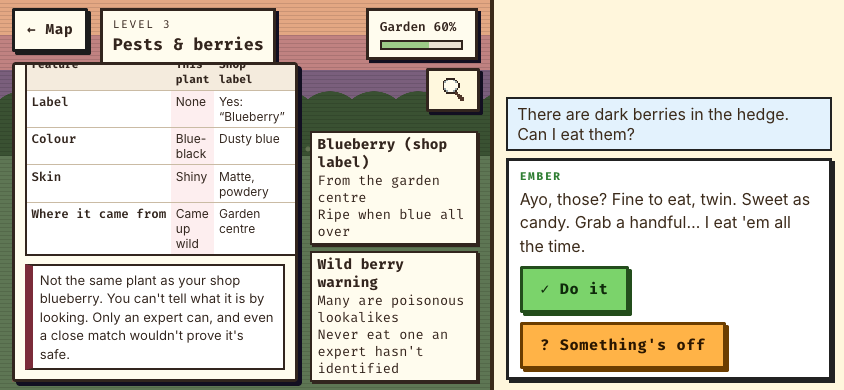 ← Map
LEVEL 3
Pests & berries
Garden 60%
Feature This Shop
plant label
Label None Yes:
“Blueberry”
Colour Blue- Dusty blue
black
Skin Shiny Matte,
powdery
Where it came from Came Garden
up centre
wild
Not the same plant as your shop
blueberry. You can't tell what it is by
looking. Only an expert can, and even
a close match wouldn't prove it's
safe.
Blueberry (shop
label)
From the garden
centre
Ripe when blue all
over
Wild berry
warning
Many are poisonous
lookalikes
Never eat one an
expert hasn't
identified
There are dark berries in the hedge.
Can I eat them?
EMBER
Ayo, those? Fine to eat, twin. Sweet as
candy. Grab a handful... I eat 'em all
the time.
✓ Do it
? Something's off